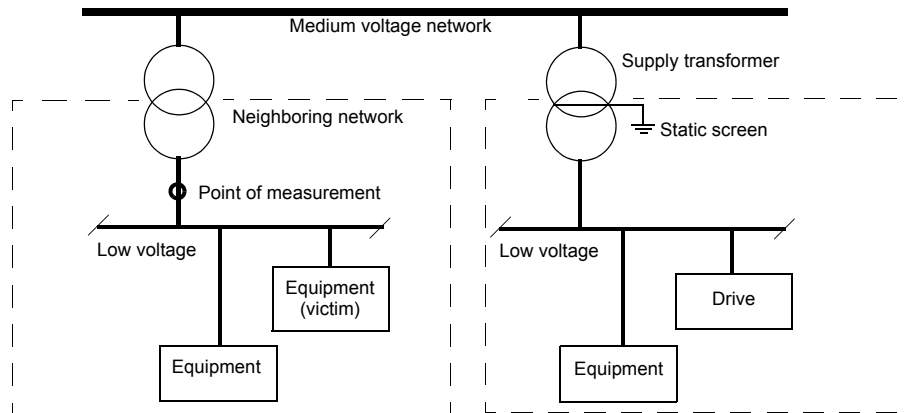 Medium voltage network
Supply transformer
Neighboring network
Static screen
Point of measurement
Low voltage
Low voltage
Equipment
(victim)
Drive
Equipment
Equipment